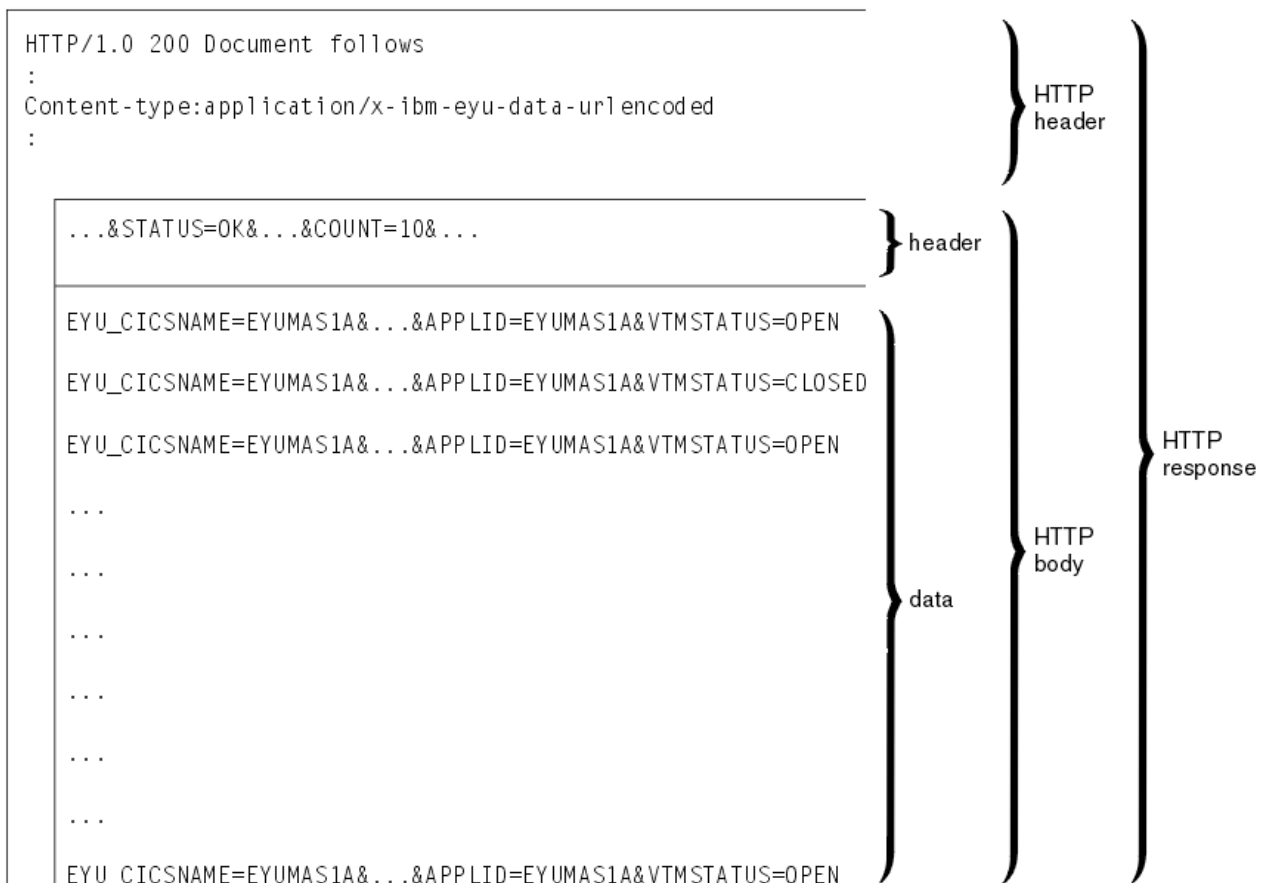 HTTP/1.0 200 Document follows
:
Content-type:application/x-ibm-eyu-data-urlencoded
:
HTTP
header
...&STATUS=OK&...&COUNT=10&...
header
EYU_CICSNAME=EYUMAS1A&...&APPLID=EYUMAS1A&VTMSTATUS=OPEN
EYU_CICSNAME=EYUMAS1A&...&APPLID=EYUMAS1A&VTMSTATUS=CLOSED
EYU_CICSNAME=EYUMAS1A&...&APPLID=EYUMAS1A&VTMSTATUS=OPEN
...
...
...
...
...
...
EYU_CICSNAME=EYUMAS1A&...&APPLID=EYUMAS1A&VTMSTATUS=OPEN
data
HTTP
body
HTTP
response